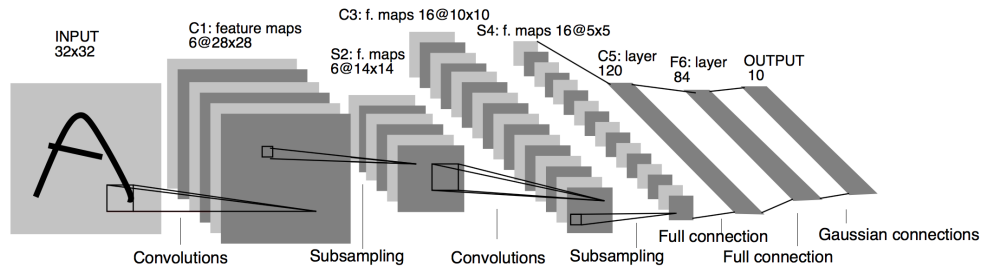 INPUT
32x32
C1: feature maps
6@28x28
S2: f. maps
6@14x14
C3: f. maps 16@10x10
S4: f. maps 16@5x5
C5: layer
120
F6: layer
84
OUTPUT
10
Convolutions
Subsampling
Convolutions
Subsampling
Full connection
Full connection
Gaussian connections